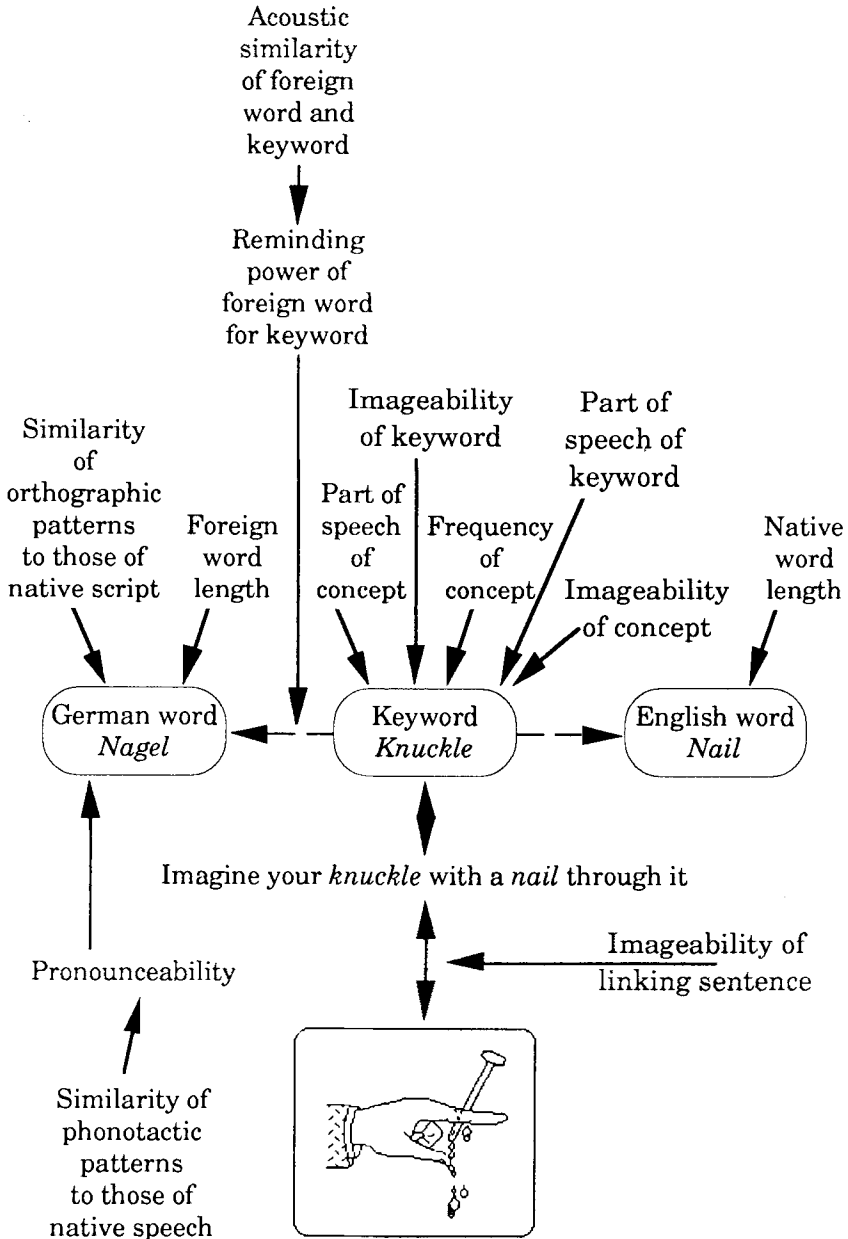 Acoustic
similarity
of foreign
word and
keyword
Reminding
power of
foreign word
for keyword
Similarity
of
orthographic
patterns
to those of
native script
Foreign
word
length
Part of
speech
of
concept
Imageability
of keyword
Frequency
of
concept
Part of
speech of
keyword
Imageability
of concept
Native
word
length
German word
Nagel
Keyword
Knuckle
English word
Nail
Imagine your knuckle with a nail through it
Pronounceability
Imageability of
linking sentence
Similarity of
phonotactic
patterns
to those of
native speech